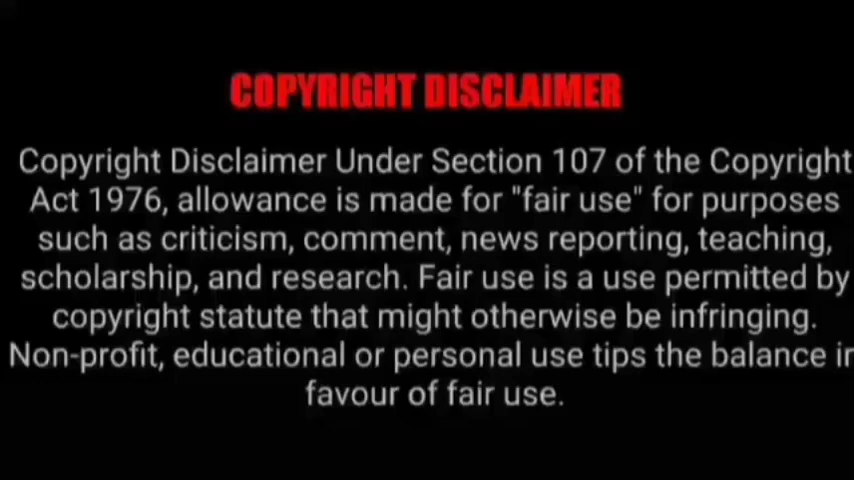 COPYRIGHT DISCLAIMER
Copyright Disclaimer Under Section 107 of the Copyright
Act 1976, allowance is made for "fair use" for purposes
such as criticism, comment, news reporting, teaching,
scholarship, and research. Fair use is a use permitted by
copyright statute that might otherwise be infringing.
Non-profit, educational or personal use tips the balance in
favour of fair use.